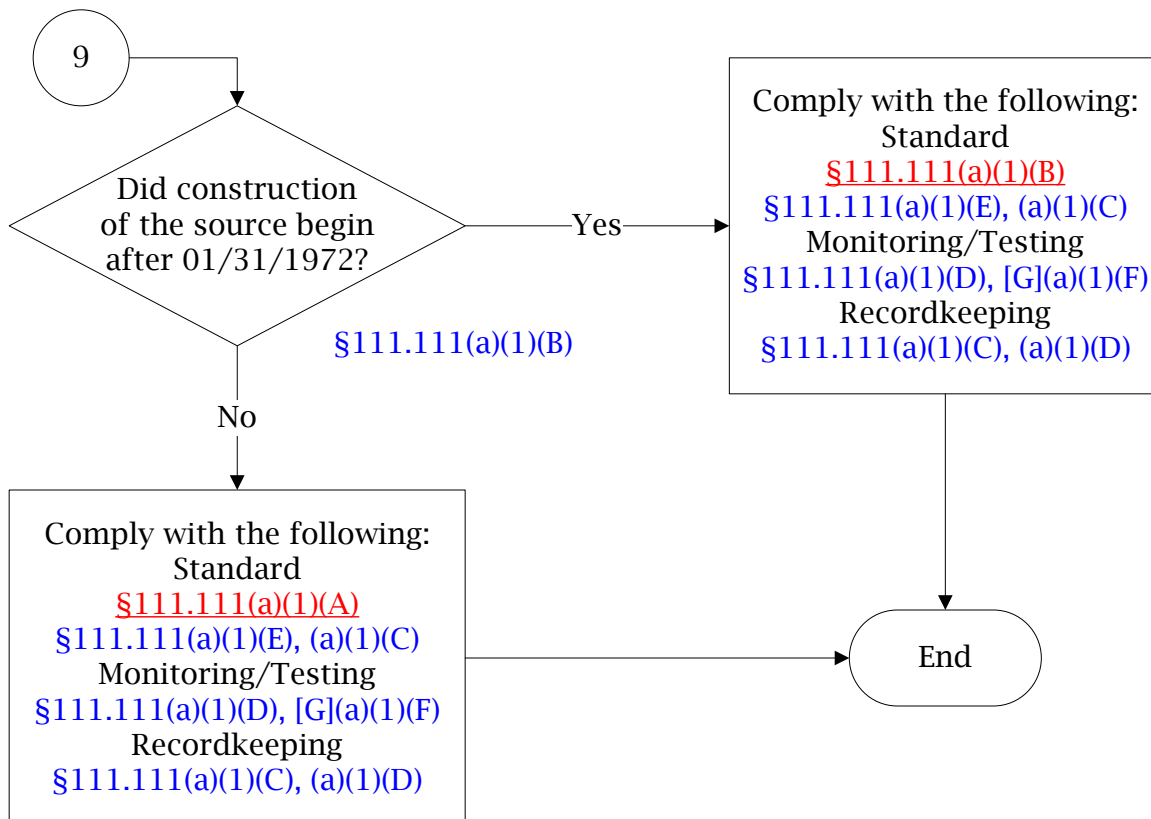 9
Did construction
of the source begin
after 01/31/1972?
Yes
§111.111(a)(1)(B)
No
Comply with the following:
Standard
§111.111(a)(1)(B)
§111.111(a)(1)(E), (a)(1)(C)
Monitoring/Testing
§111.111(a)(1)(D), [G](a)(1)(F)
Recordkeeping
§111.111(a)(1)(C), (a)(1)(D)
Comply with the following:
Standard
§111.111(a)(1)(A)
§111.111(a)(1)(E), (a)(1)(C)
Monitoring/Testing
§111.111(a)(1)(D), [G](a)(1)(F)
Recordkeeping
§111.111(a)(1)(C), (a)(1)(D)
End